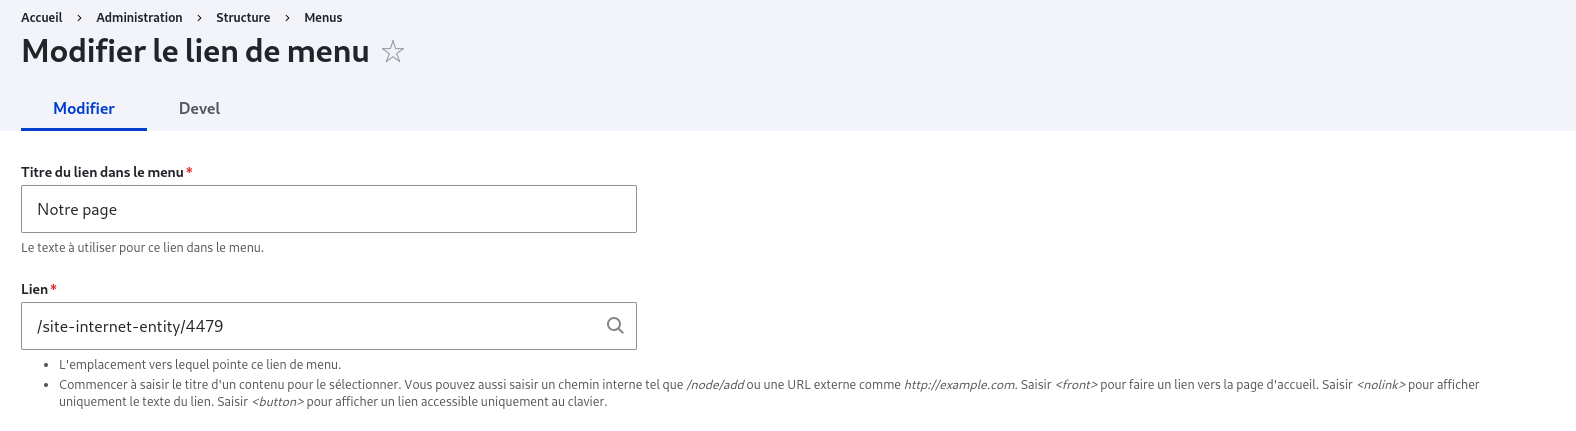 Accueil › Administration › Structure › Menus
Modifier le lien de menu ☆
Modifier Devel
Titre du lien dans le menu *
Notre page
Le texte à utiliser pour ce lien dans le menu.
Lien *
/site-internet-entity/4479
• L'emplacement vers lequel pointe ce lien de menu.
• Commencer à saisir le titre d'un contenu pour le sélectionner. Vous pouvez aussi saisir un chemin interne tel que /node/add ou une URL externe comme http://example.com. Saisir <front> pour faire un lien vers la page d'accueil. Saisir <nolink> pour afficher
uniquement le texte du lien. Saisir <button> pour afficher un lien accessible uniquement au clavier.